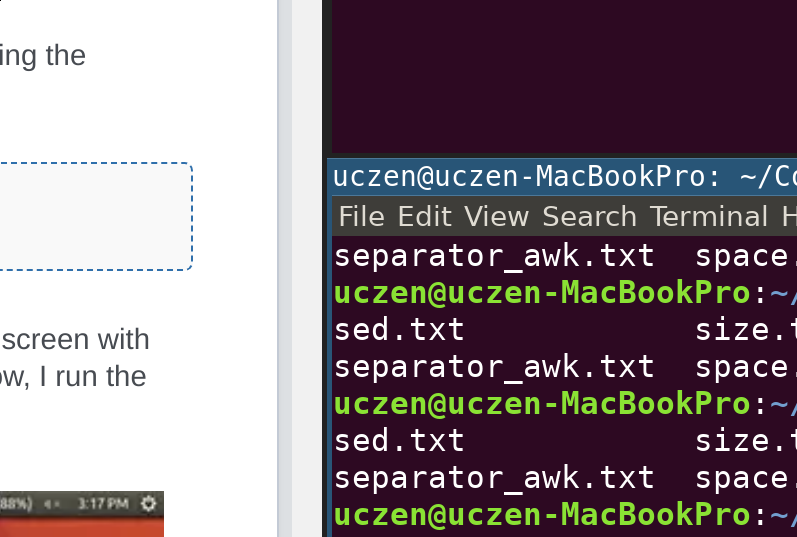 ing the
screen with
ow, I run the
88%) 3:17 PM
uczen@uczen-MacBookPro: ~/Co
File Edit View Search Terminal H
separator_awk.txt space.
uczen@uczen-MacBookPro:~/
sed.txt size.t
separator_awk.txt space.
uczen@uczen-MacBookPro:~/
sed.txt size.t
separator_awk.txt space.
uczen@uczen-MacBookPro:~/